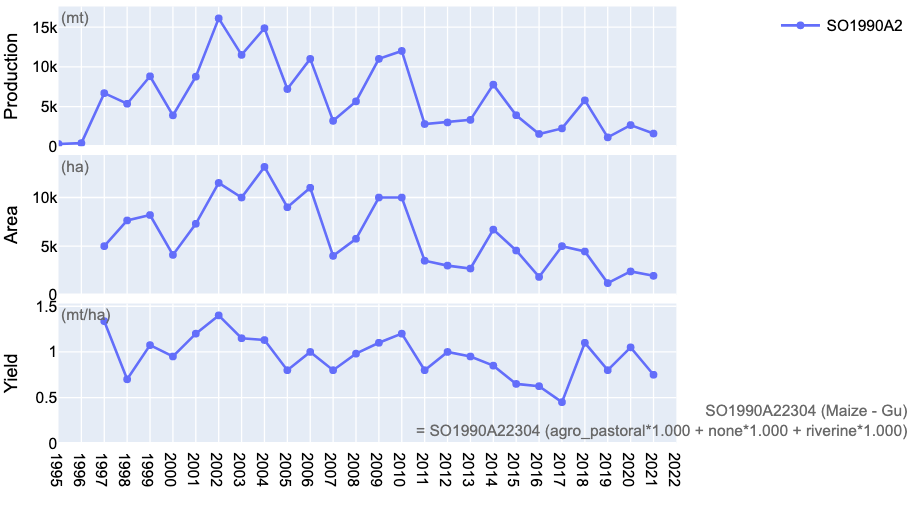 (mt)
SO1990A2
Production
15k
10k
5k
0
(ha)
Area
10k
5k
0
(mt/ha)
Yield
1.5
1
0.5
0
SO1990A22304 (Maize - Gu)
= SO1990A22304 (agro_pastoral*1.000 + none*1.000 + riverine*1.000)
1995
1996
1997
1998
1999
2000
2001
2002
2003
2004
2005
2006
2007
2008
2009
2010
2011
2012
2013
2014
2015
2016
2017
2018
2019
2020
2021
2022